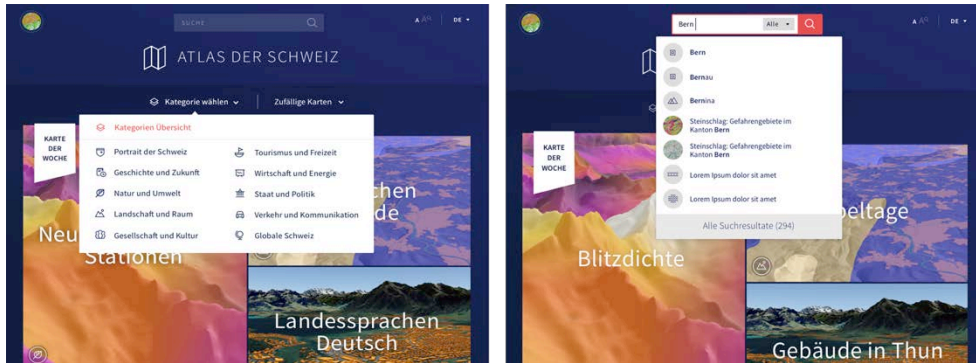 SUCHE
A AA DE
ATLAS DER SCHWEIZ
Kategorie wählen Zufällige Karten
Kategorien Übersicht
Portrait der Schweiz
Geschichte und Zukunft
Natur und Umwelt
Landschaft und Raum
Gesellschaft und Kultur
Tourismus und Freizeit
Wirtschaft und Energie
Staat und Politik
Verkehr und Kommunikation
Globale Schweiz
KARTE
DER
WOCHE
Stationen
Landessprachen
Deutsch
Bern Alle
A AA DE
Bern
Bernau
Bernina
Steinschlag: Gefahrengebiete im
Kanton Bern
Steinschlag: Gefahrengebiete im
Kanton Bern
Lorem Ipsum dolor sit amet
Lorem Ipsum dolor sit amet
Alle Suchresultate (294)
KARTE
DER
WOCHE
Blitzdichte
Gebäude in Thun